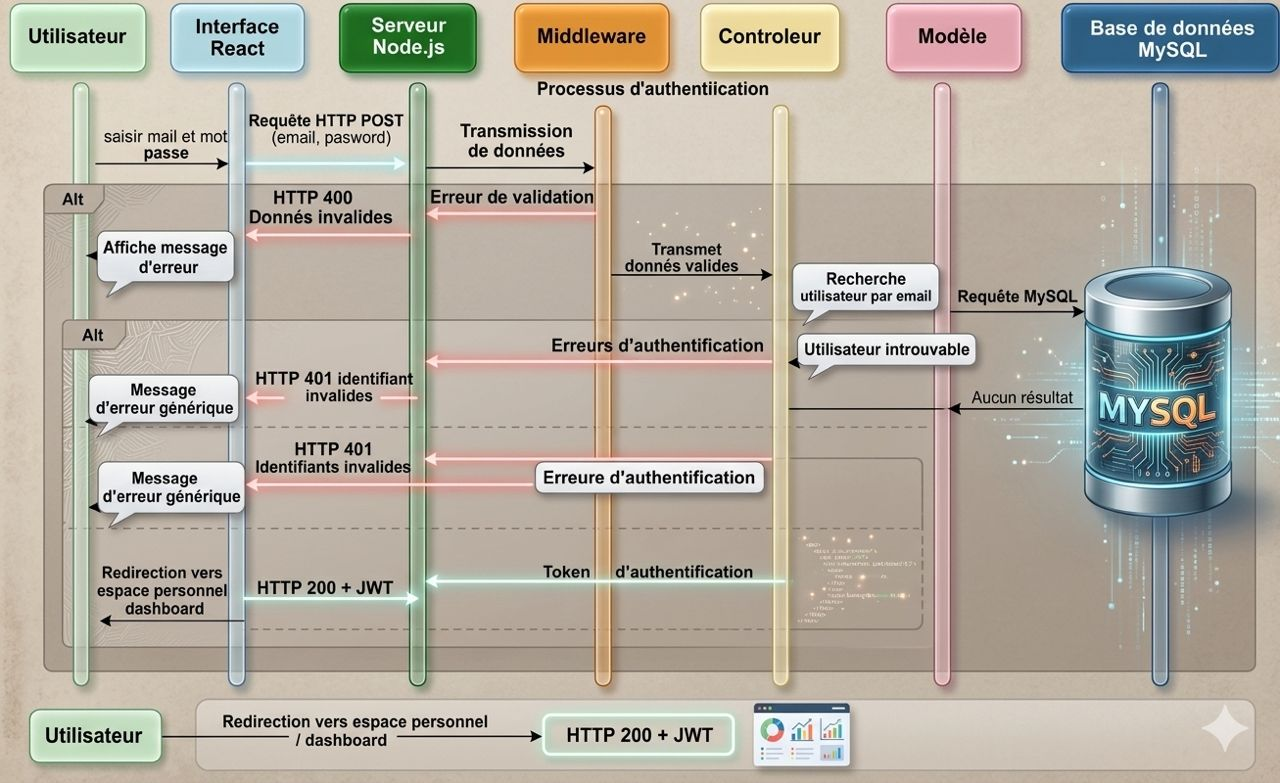 Utilisateur
Interface
React
Serveur
Node.js
Middleware
Controleur
Modèle
Base de données
MySQL
Processus d'authentiication
saisir mail et mot
passe
Requête HTTP POST
(email, pasword)
Transmission
de données
Alt
HTTP 400
Donnés invalides
Erreur de validation
Affiche message
d'erreur
Transmet
donnés valides
Recherche
utilisateur par email
Requête MySQL
Alt
Erreurs d'authentification
Utilisateur introuvable
HTTP 401 identifiant
invalides
Message
d'erreur générique
Aucun résultat
MYSQL
HTTP 401
Identifiants invalides
Message
d'erreur générique
Erreure d'authentification
Redirection vers
espace personnel
dashboard
HTTP 200 + JWT
Token d'authentification
Utilisateur
Redirection vers espace personnel
/ dashboard
HTTP 200 + JWT